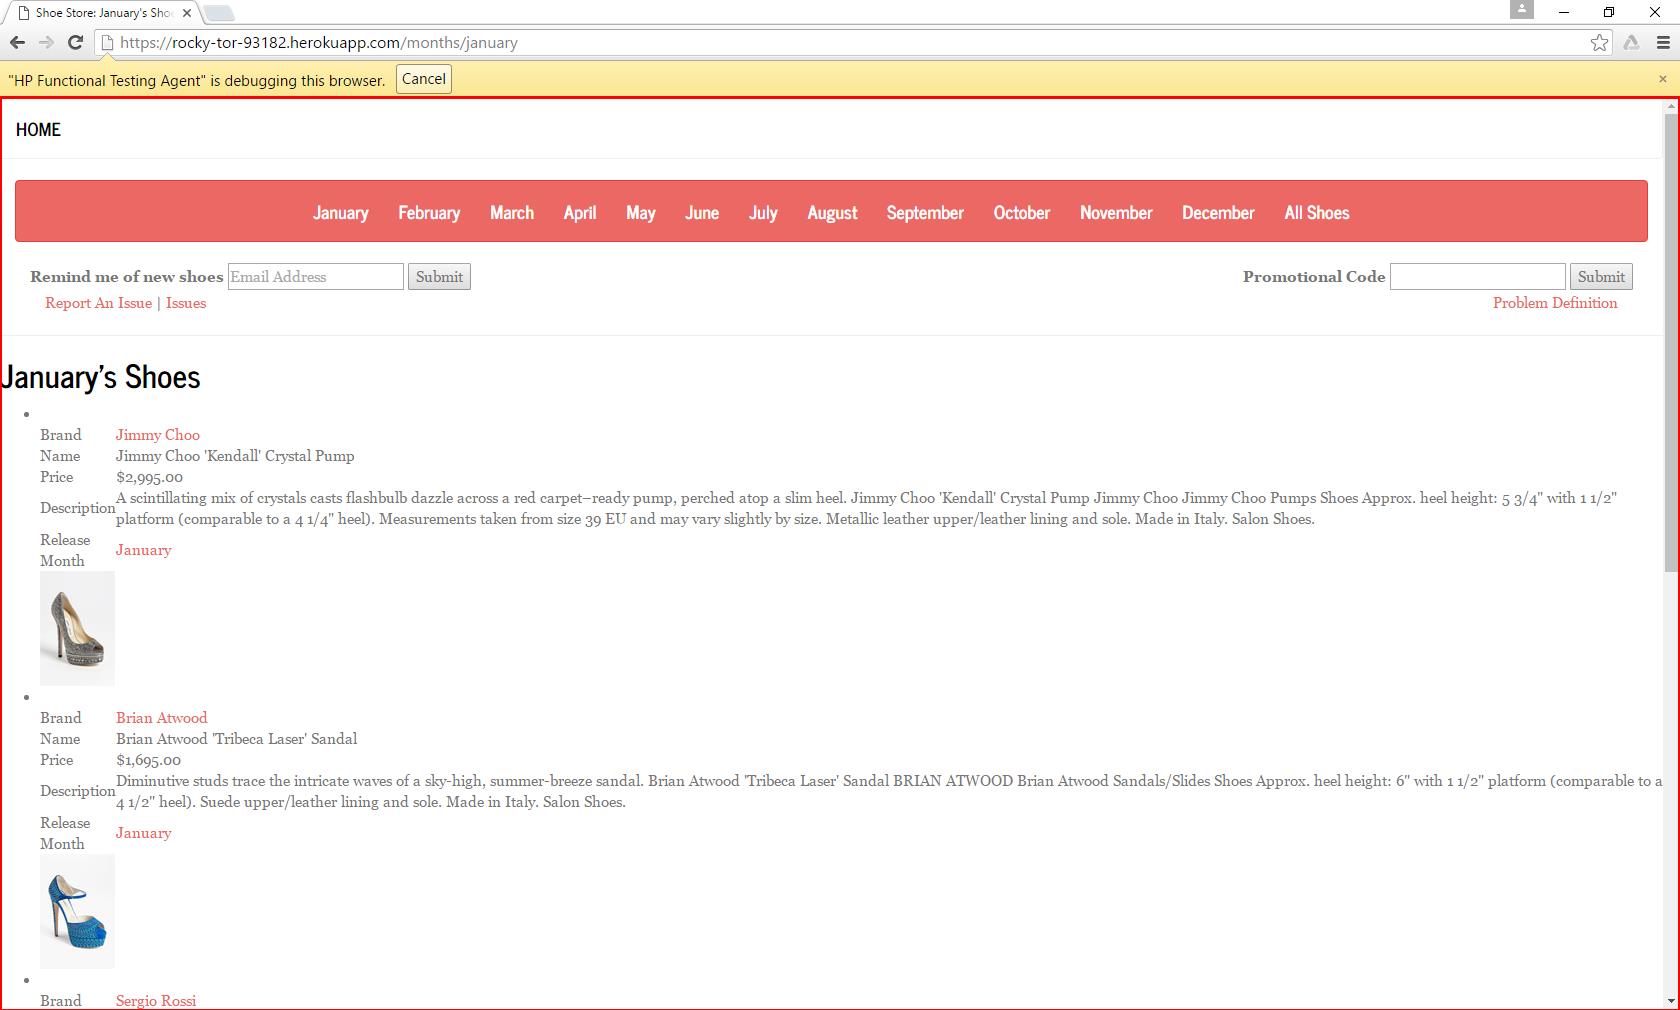 Shoe Store: January's Sho
https://rocky-tor-93182.herokuapp.com/months/january
"HP Functional Testing Agent" is debugging this browser. Cancel
HOME
January February March April May June July August September October November December All Shoes
Remind me of new shoes Email Address Submit Promotional Code Submit
Report An Issue | Issues Problem Definition
January's Shoes
Brand Jimmy Choo
Name Jimmy Choo 'Kendall' Crystal Pump
Price $2,995.00
Description A scintillating mix of crystals casts flashbulb dazzle across a red carpet–ready pump, perched atop a slim heel. Jimmy Choo 'Kendall' Crystal Pump Jimmy Choo Jimmy Choo Pumps Shoes Approx. heel height: 5 3/4" with 1 1/2"
platform (comparable to a 4 1/4" heel). Measurements taken from size 39 EU and may vary slightly by size. Metallic leather upper/leather lining and sole. Made in Italy. Salon Shoes.
Release
Month January
Brand Brian Atwood
Name Brian Atwood 'Tribeca Laser' Sandal
Price $1,695.00
Description Diminutive studs trace the intricate waves of a sky-high, summer-breeze sandal. Brian Atwood 'Tribeca Laser' Sandal BRIAN ATWOOD Brian Atwood Sandals/Slides Shoes Approx. heel height: 6" with 1 1/2" platform (comparable to a
4 1/2" heel). Suede upper/leather lining and sole. Made in Italy. Salon Shoes.
Release
Month January
Brand Sergio Rossi